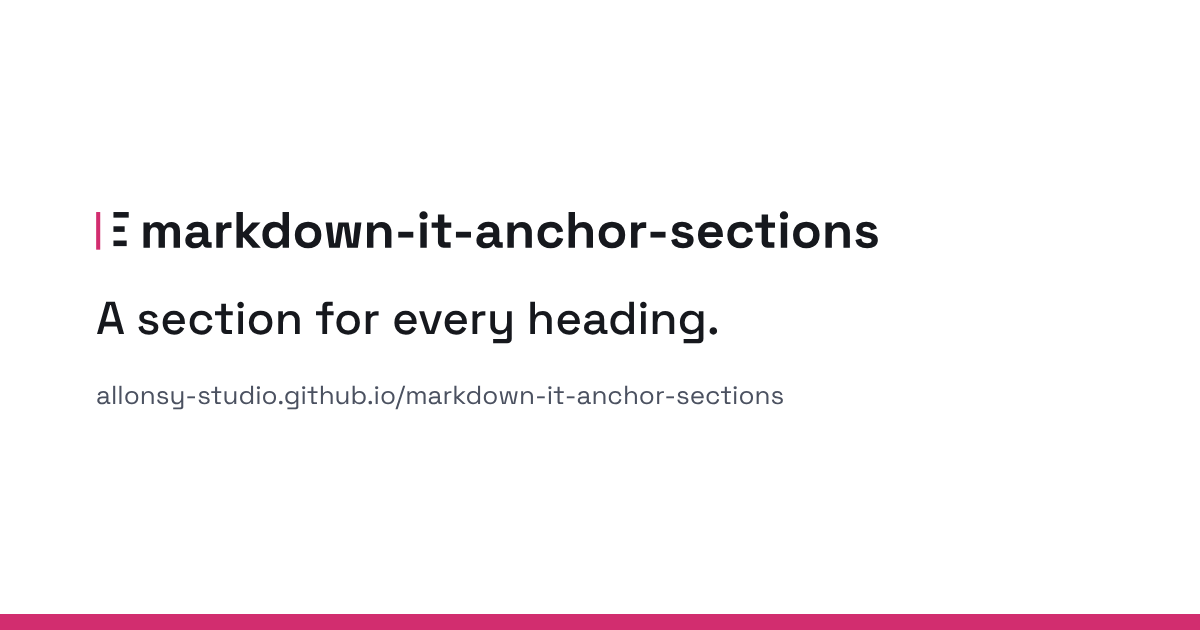 markdown-it-anchor-sections
A section for every heading.
allonsy-studio.github.io/markdown-it-anchor-sections